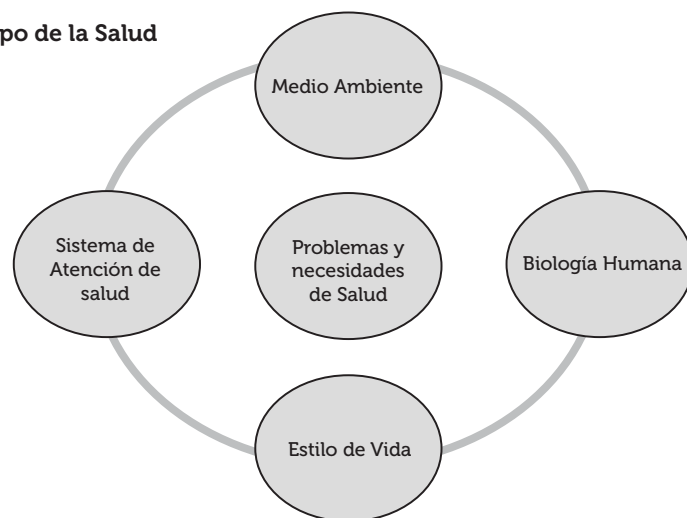 po de la Salud
Medio Ambiente
Sistema de
Atención de
salud
Problemas y
necesidades
de Salud
Biología Humana
Estilo de Vida